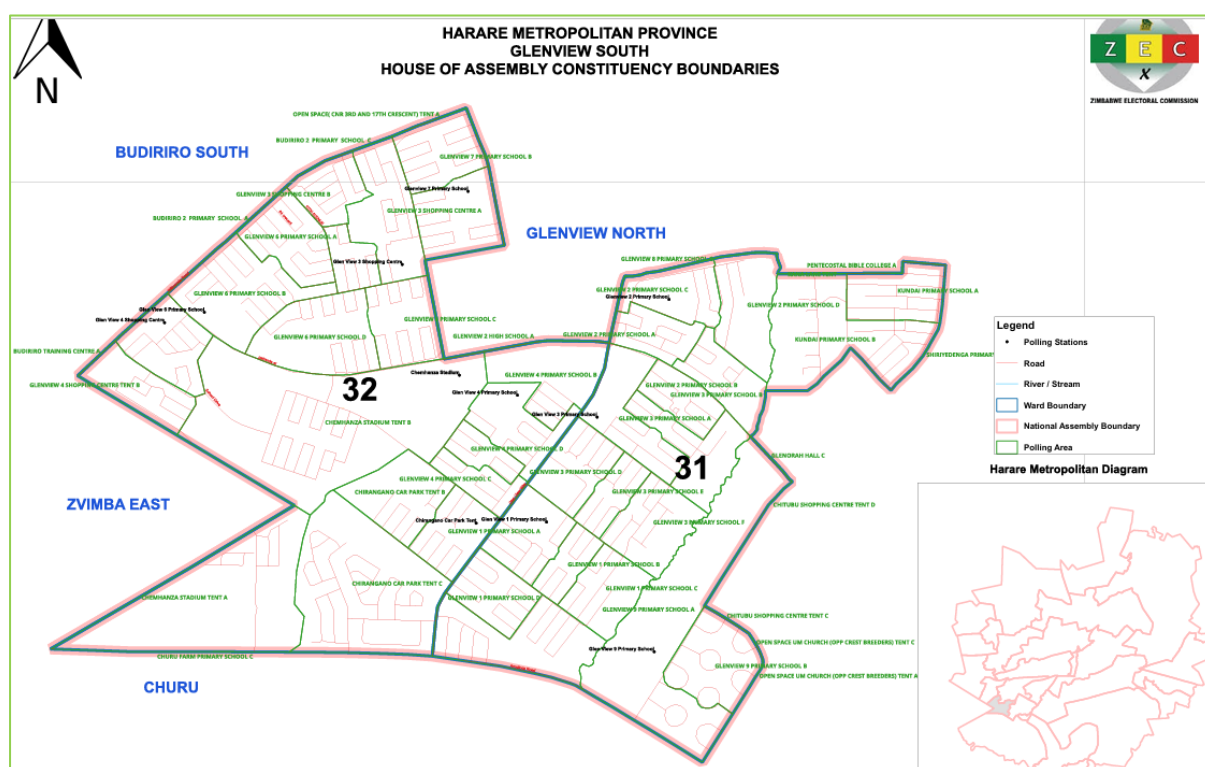 HARARE METROPOLITAN PROVINCE
GLENVIEW SOUTH
HOUSE OF ASSEMBLY CONSTITUENCY BOUNDARIES
N
Z E C
X
ZIMBABWE ELECTORAL COMMISSION
OPEN SPACE( CNR 3RD AND 17TH CRESCENT) TENT A
BUDIRIRO 2 PRIMARY SCHOOL C
BUDIRIRO SOUTH
GLENVIEW 7 PRIMARY SCHOOL B
Glenview 7 Primary School
GLENVIEW 3 SHOPPING CENTRE B
GLENVIEW 3 SHOPPING CENTRE A
BUDIRIRO 2 PRIMARY SCHOOL A
GLENVIEW 6 PRIMARY SCHOOL A
GLENVIEW NORTH
Glen View 3 Shopping Centre
GLENVIEW 8 PRIMARY SCHOOL
PENTECOSTAL BIBLE COLLEGE A
GLENVIEW 6 PRIMARY SCHOOL B
GLENVIEW 2 PRIMARY SCHOOL C
Glenview 2 Primary School
KUNDAI PRIMARY SCHOOL A
GLENVIEW 2 PRIMARY SCHOOL D
Glen View 6 Primary School
Glen View 4 Shopping Centre
PRIMARY SCHOOL C
GLENVIEW 6 PRIMARY SCHOOL D
GLENVIEW 2 HIGH SCHOOL A
GLENVIEW 2 PRIMARY SCHOOL A
KUNDAI PRIMARY SCHOOL B
BUDIRIRO TRAINING CENTRE A
SHIRIYEDENGA PRIMARY
Legend
Polling Stations
Road
River / Stream
Ward Boundary
National Assembly Boundary
Polling Area
Harare Metropolitan Diagram
Chemhanza Stadium
GLENVIEW 4 PRIMARY SCHOOL B
GLENVIEW 4 SHOPPING CENTRE TENT B
32
Glen View 4 Primary School
GLENVIEW 2 PRIMARY SCHOOL B
GLENVIEW 3 PRIMARY SCHOOL B
Glen View 3 Primary School
GLENVIEW 3 PRIMARY SCHOOL A
CHEMHANZA STADIUM TENT B
PRIMARY SCHOOL D
GLENORAH HALL C
31
GLENVIEW 3 PRIMARY SCHOOL D
GLENVIEW 4 PRIMARY SCHOOL C
CHIRANGANO CAR PARK TENT B
GLENVIEW 3 PRIMARY SCHOOL E
ZVIMBA EAST
CHITUBU SHOPPING CENTRE TENT D
Chirangano Car Park Tent
Glen View 1 Primary School
GLENVIEW 3 PRIMARY SCHOOL F
GLENVIEW 1 PRIMARY SCHOOL A
GLENVIEW 1 PRIMARY SCHOOL B
CHIRANGANO CAR PARK TENT C
GLENVIEW 1 PRIMARY SCHOOL C
CHEMHANZA STADIUM TENT A
GLENVIEW 1 PRIMARY SCHOOL D
GLENVIEW 9 PRIMARY SCHOOL A
CHITUBU SHOPPING CENTRE TENT C
OPEN SPACE UM CHURCH (OPP CREST BREEDERS) TENT C
Glen View 9 Primary School
CHURU FARM PRIMARY SCHOOL C
GLENVIEW 9 PRIMARY SCHOOL B
OPEN SPACE UM CHURCH (OPP CREST BREEDERS) TENT A
CHURU